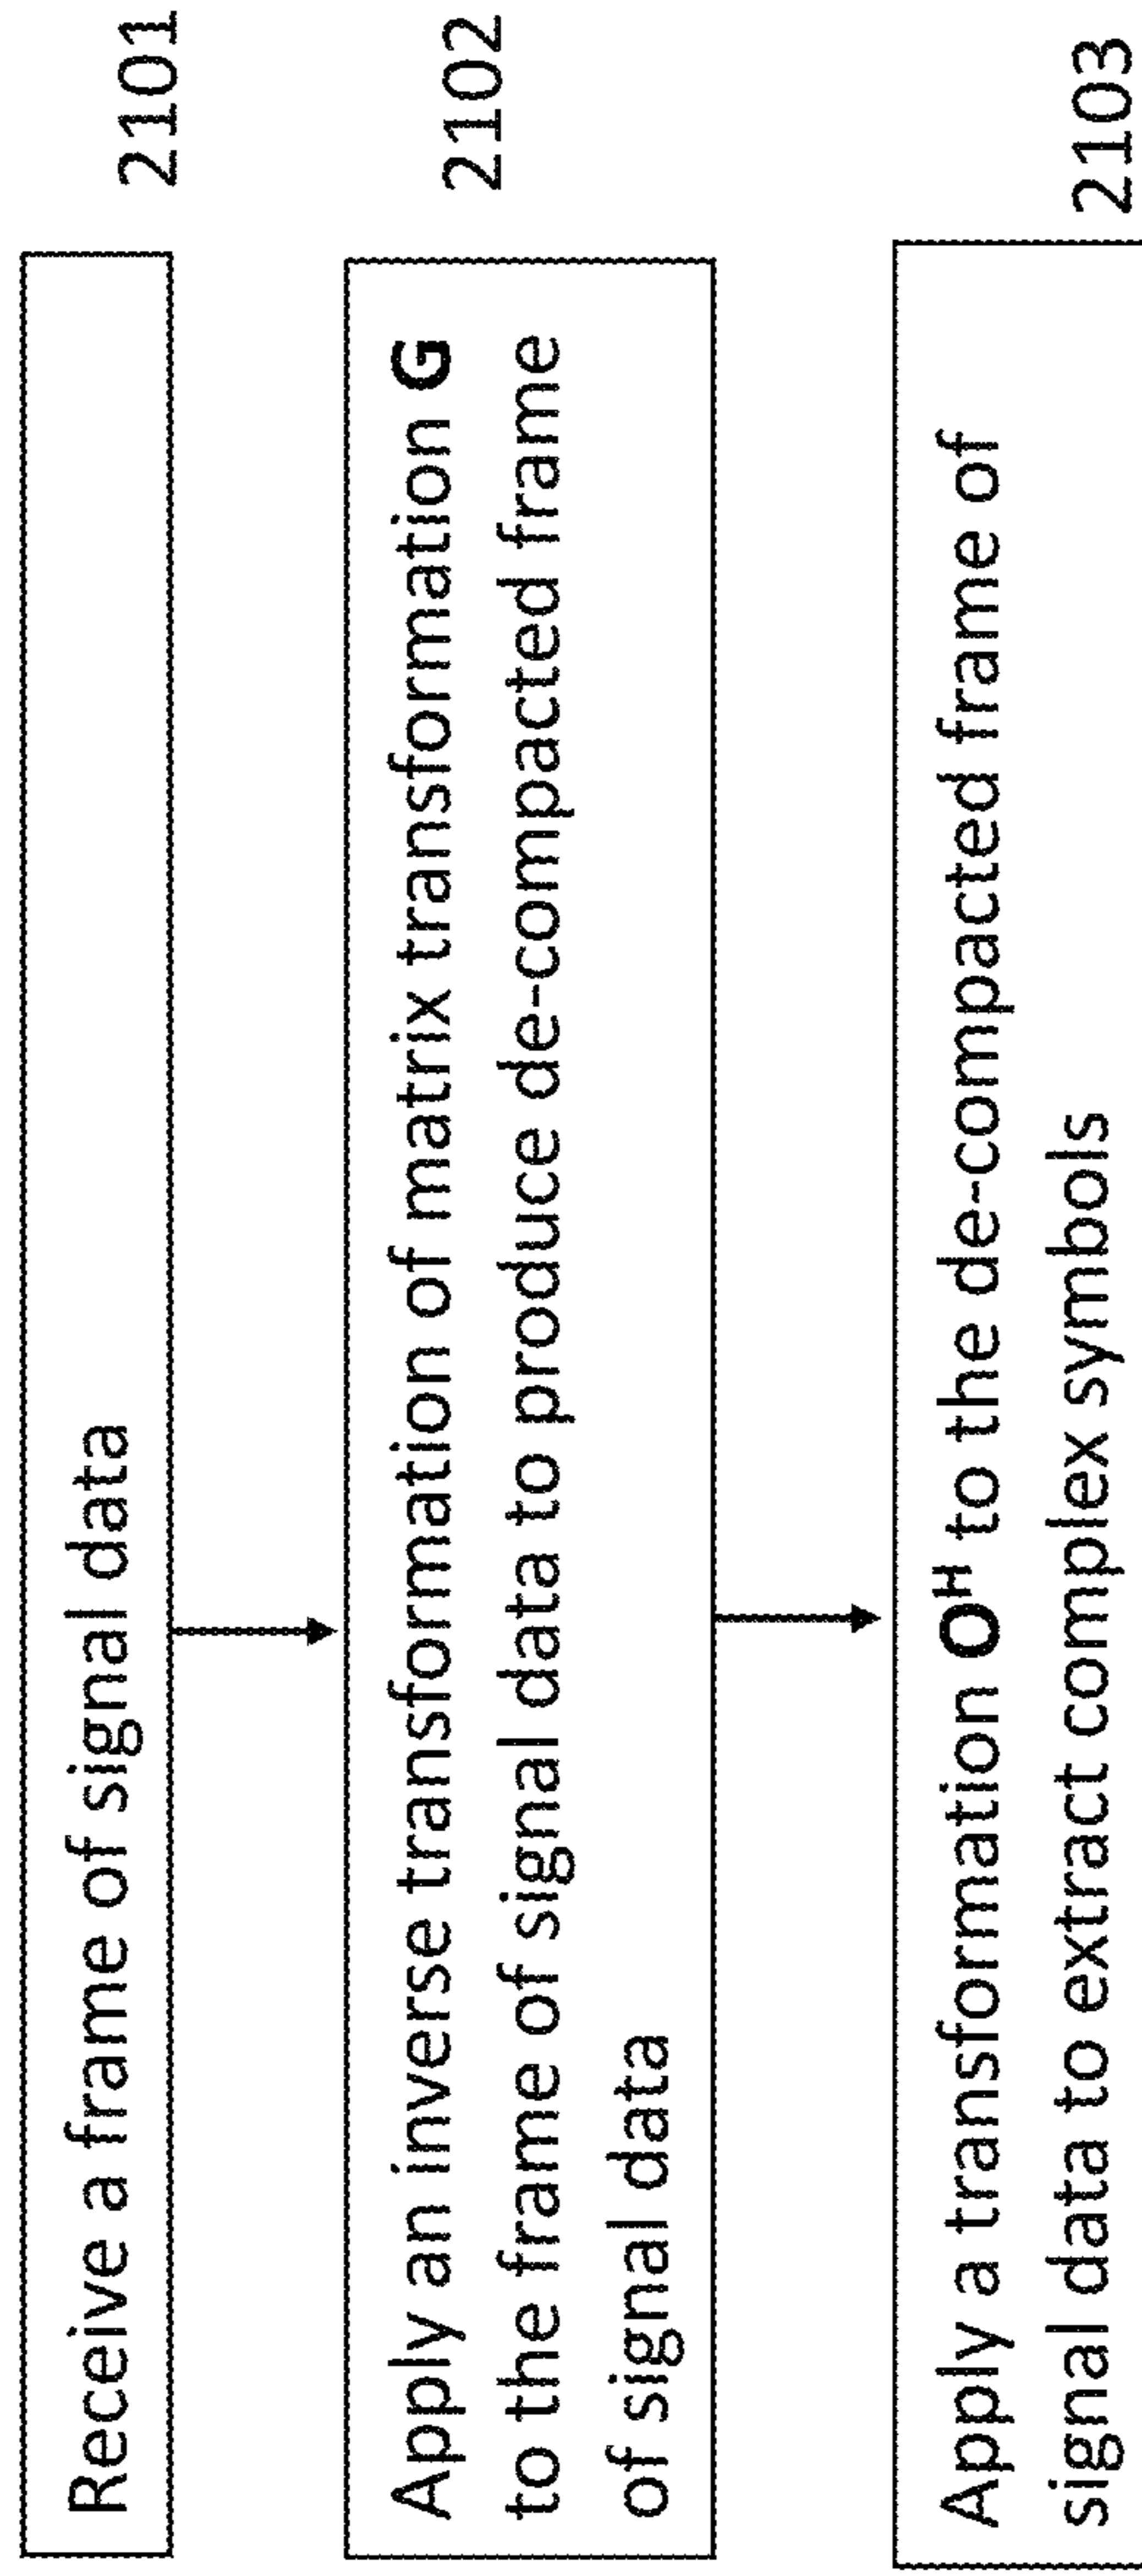 Receive a frame of signal data
2101
Apply an inverse transformation of matrix transformation G
to the frame of signal data to produce de-compacted frame
of signal data
2102
Apply a transformation Oᴴ to the de-compacted frame of
signal data to extract complex symbols
2103